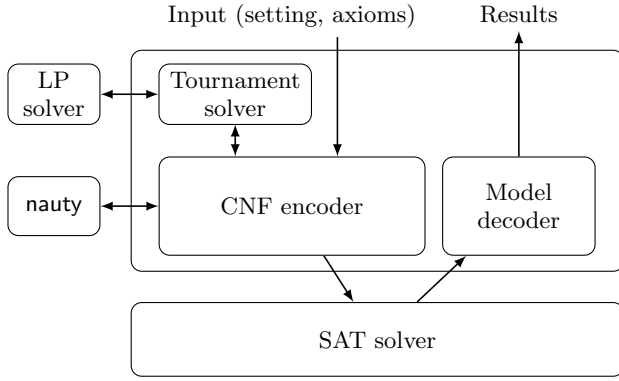 Input (setting, axioms)
Results
LP
solver
Tournament
solver
nauty
CNF encoder
Model
decoder
SAT solver